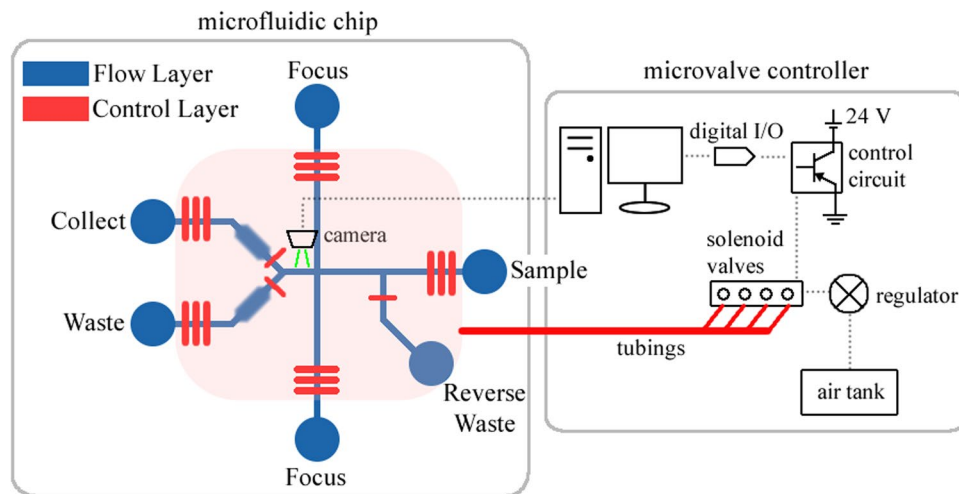 microfluidic chip
Flow Layer
Control Layer
Focus
Collect
camera
Sample
Waste
Reverse
Waste
Focus
microvalve controller
digital I/O
24 V
control
circuit
solenoid
valves
regulator
tubings
air tank